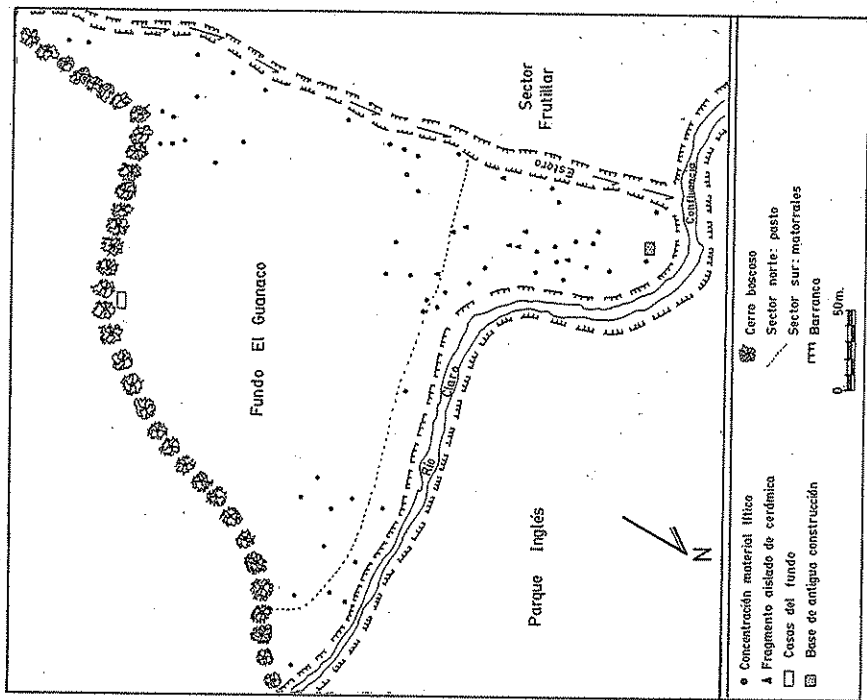 Sector
Frutillar
Estero
Confluencia
Fundo El Guanaco
Río Claro
Parque Inglés
N
Concentración material lítico
Fragmento aislado de cerámica
Casas del fundo
Base de antigua construcción
Cerro boscoso
Sector norte: pasto
Sector sur: matorrales
Barranco
0 50m.